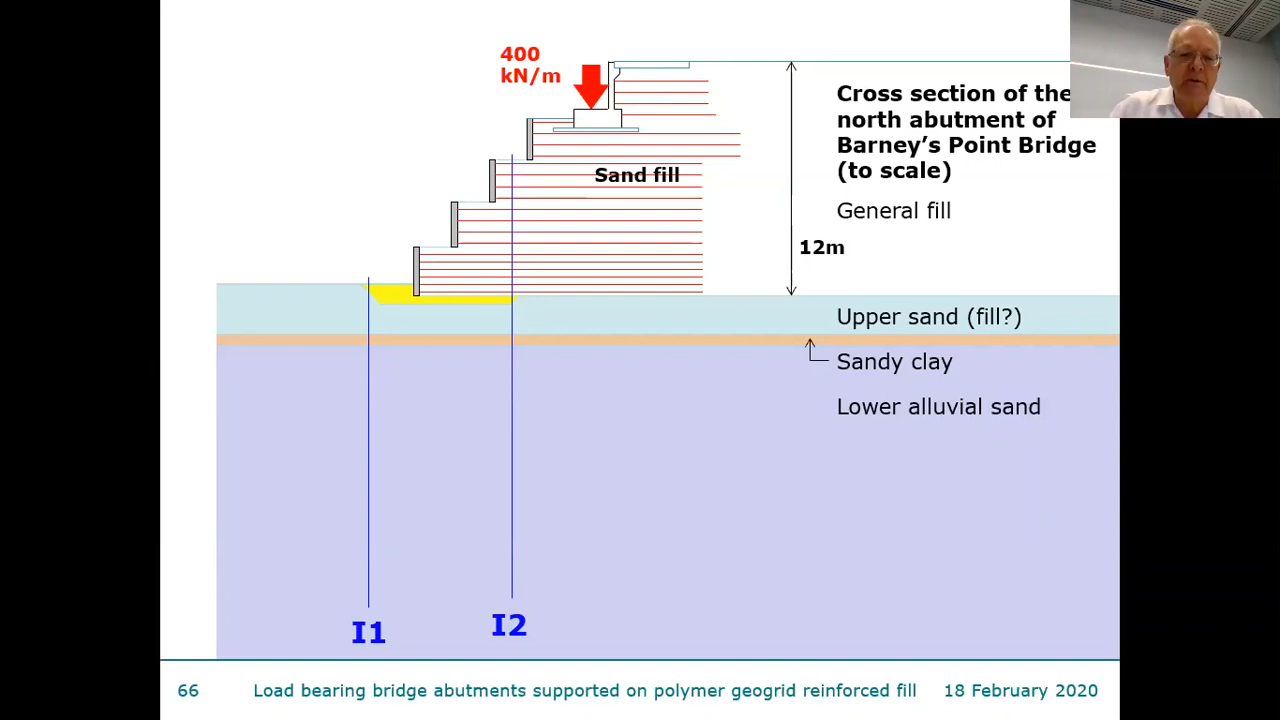 400
kN/m
Cross section of the
north abutment of
Barney's Point Bridge
(to scale)
Sand fill
General fill
12m
Upper sand (fill?)
Sandy clay
Lower alluvial sand
I1
I2
66
Load bearing bridge abutments supported on polymer geogrid reinforced fill
18 February 2020